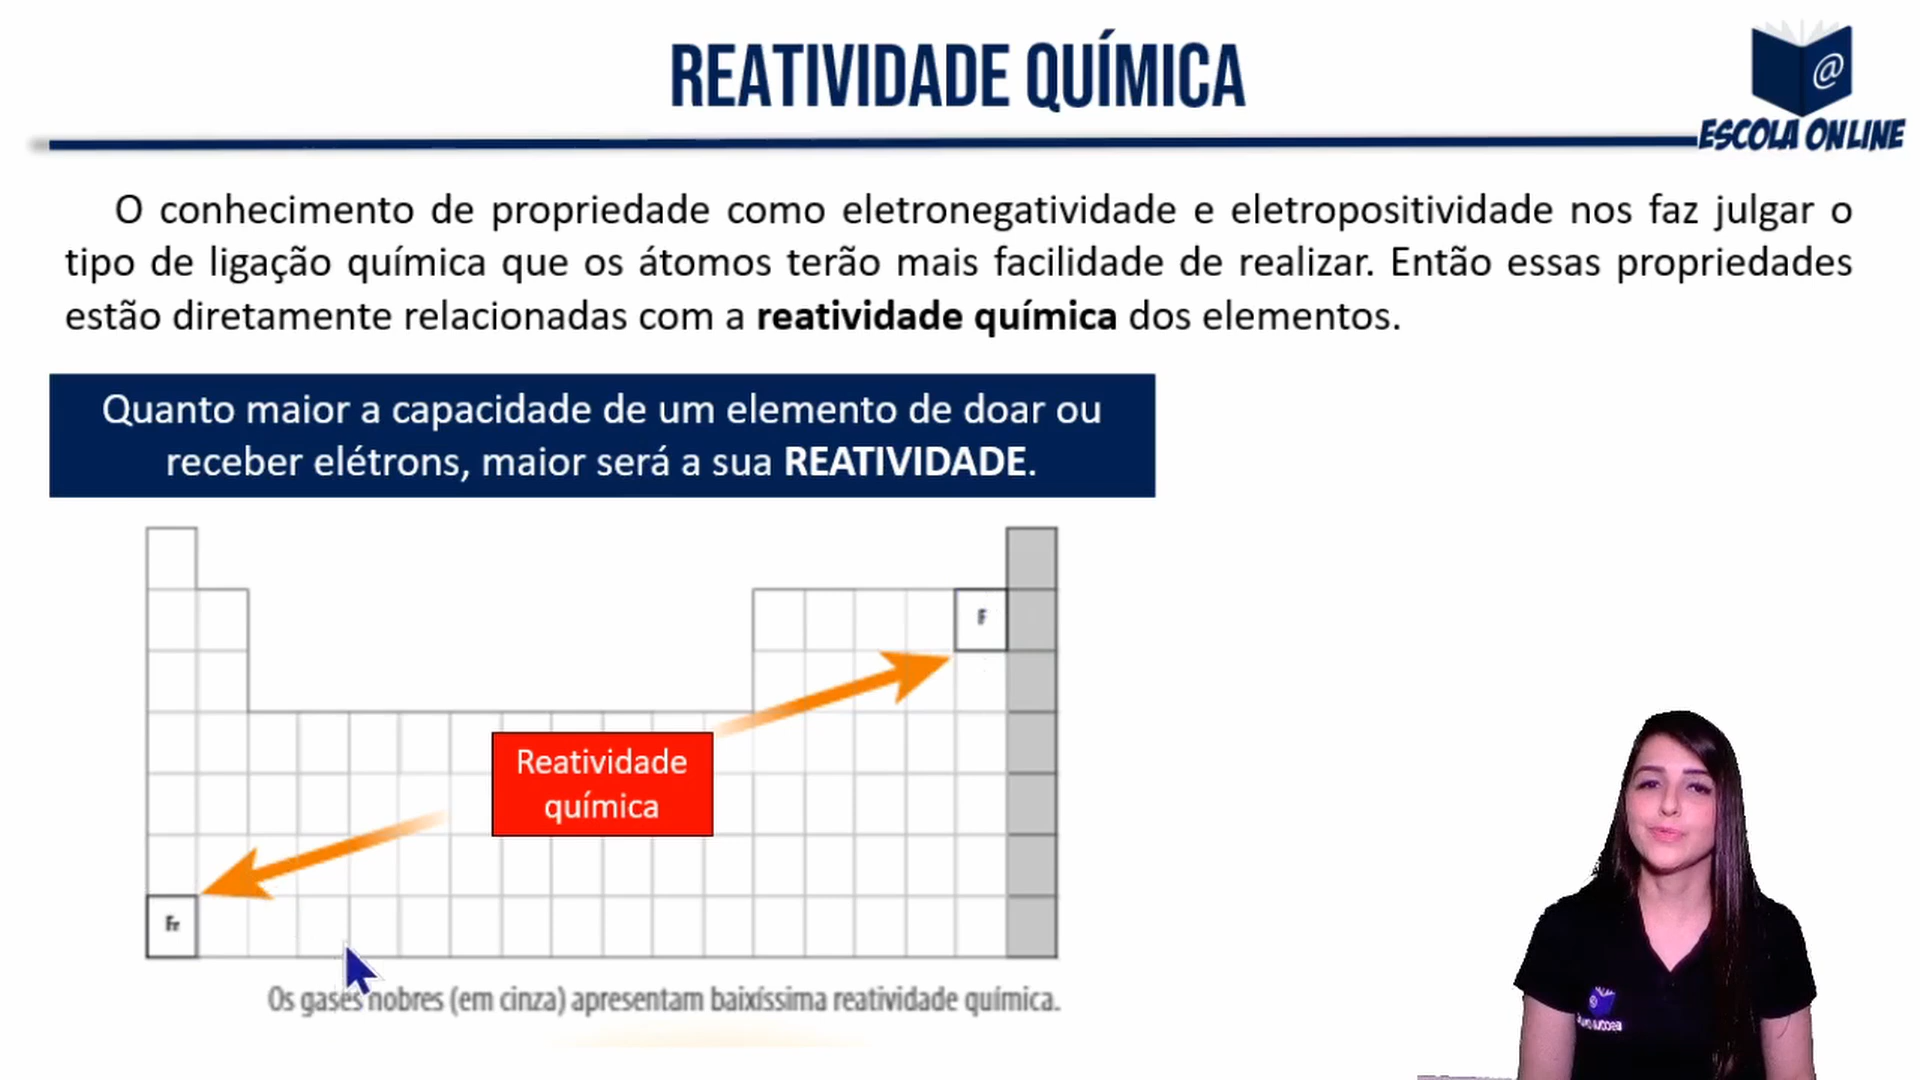 REATIVIDADE QUÍMICA
@
ESCOLA ONLINE
O conhecimento de propriedade como eletronegatividade e eletropositividade nos faz julgar o
tipo de ligação química que os átomos terão mais facilidade de realizar. Então essas propriedades
estão diretamente relacionadas com a reatividade química dos elementos.
Quanto maior a capacidade de um elemento de doar ou
receber elétrons, maior será a sua REATIVIDADE.
F
Reatividade
química
Fr
Os gases nobres (em cinza) apresentam baixíssima reatividade química.